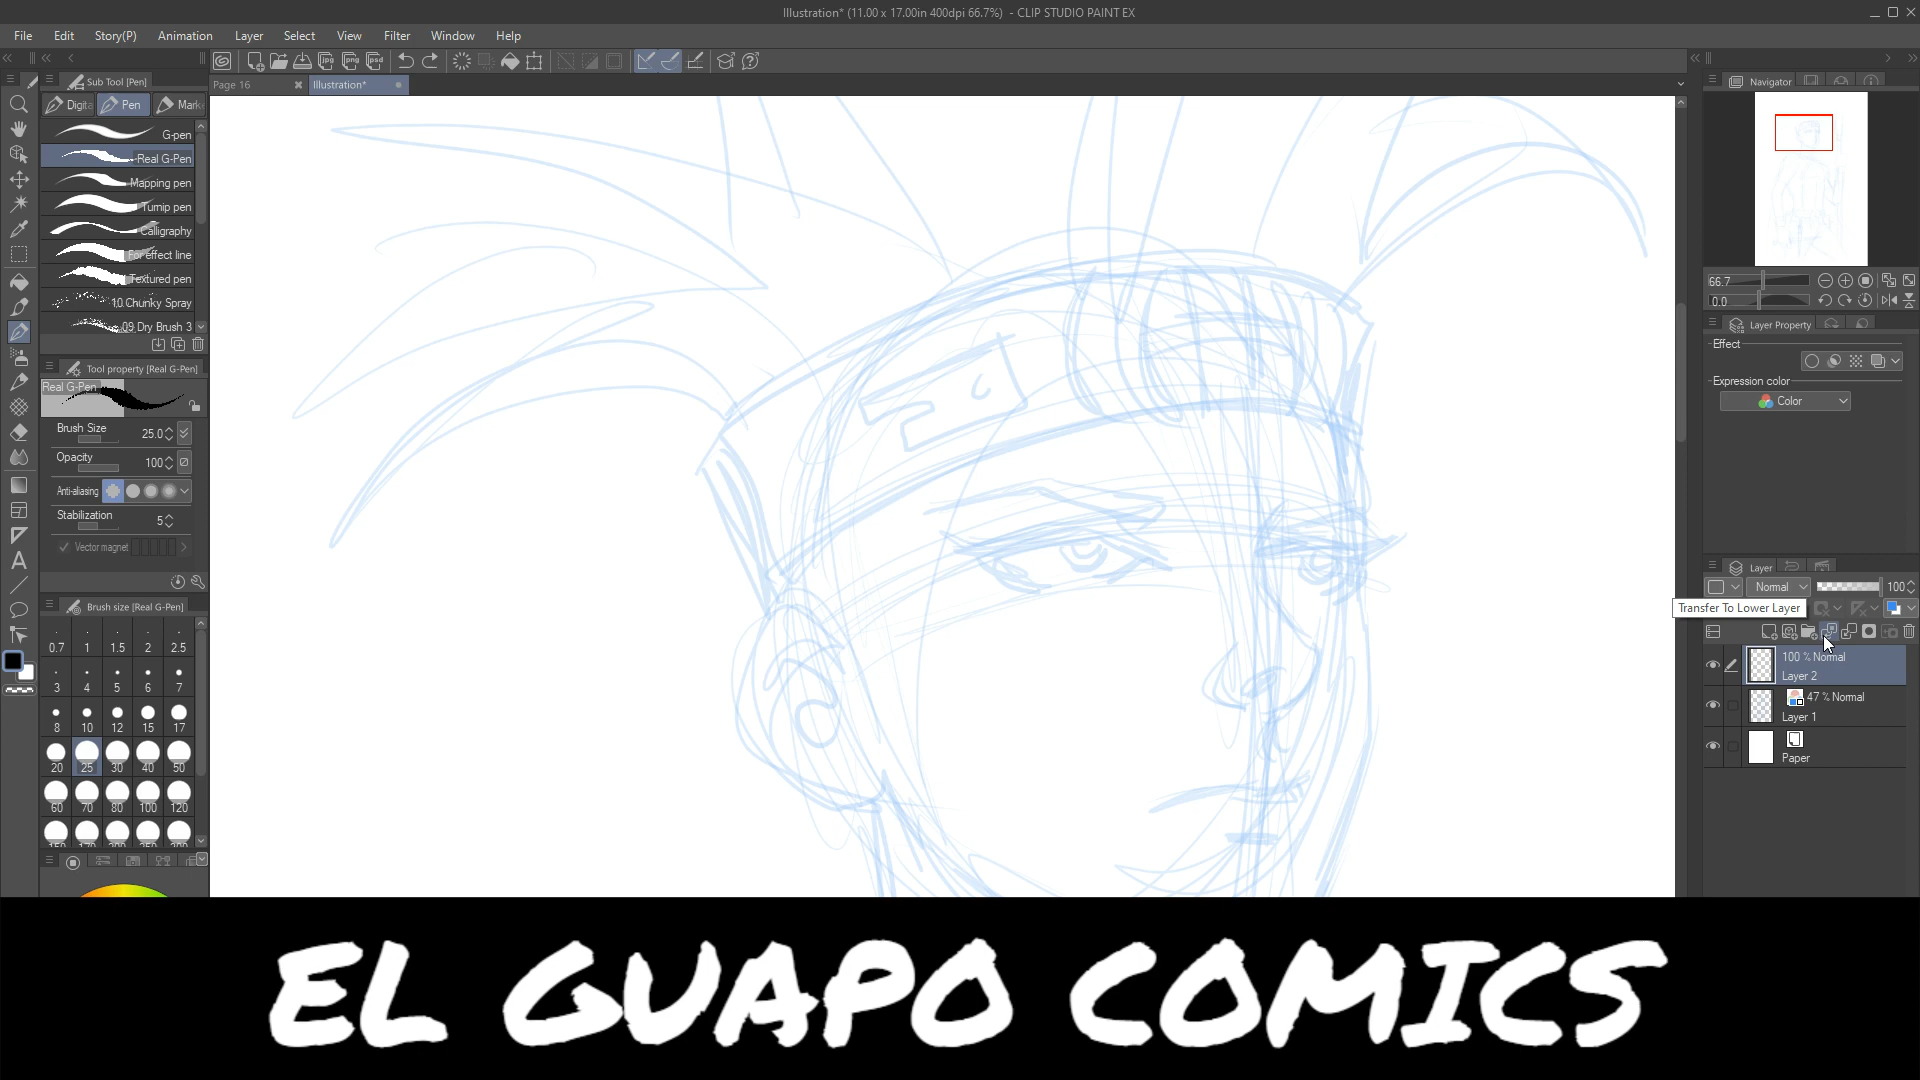 Illustration* (11.00 x 17.00in 400dpi 66.7%) - CLIP STUDIO PAINT EX
File Edit Story(P) Animation Layer Select View Filter Window Help
Page 16 Illustration*
Sub Tool [Pen]
Pen
G-pen
Real G-Pen
Mapping pen
Turnip pen
Calligraphy
For effect line
Textured pen
10 Chunky Spray
09 Dry Brush 3
Tool property [Real G-Pen]
Real G-Pen
Brush Size 25.0
Opacity 100
Anti-aliasing
Stabilization 5
Vector magnet
Brush size [Real G-Pen]
0.7 1 1.5 2 2.5
3 4 5 6 7
8 10 12 15 17
20 25 30 40 50
60 70 80 100 120
Navigator
66.7
0.0
Layer Property
Effect
Expression color
Color
Layer
Normal 100
Transfer To Lower Layer
100 % Normal
Layer 2
47 % Normal
Layer 1
Paper
EL GUAPO COMICS